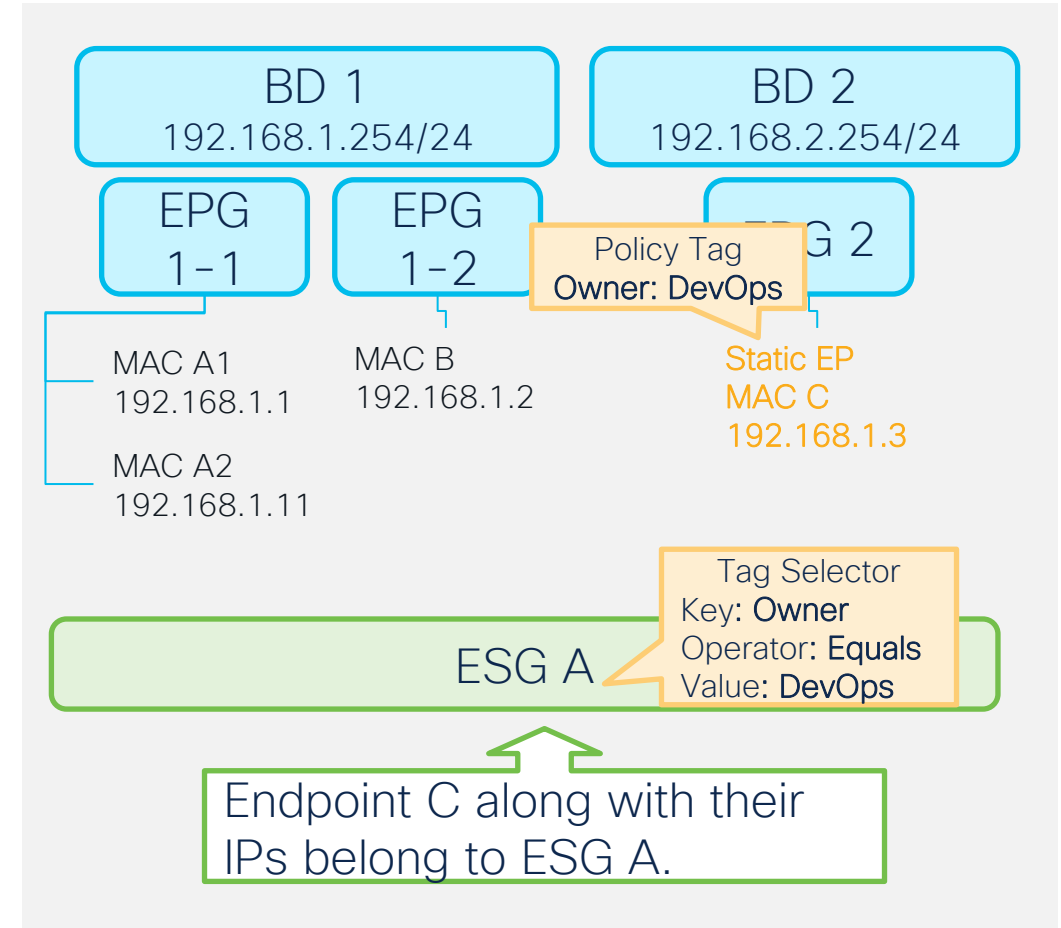 BD 1
192.168.1.254/24
BD 2
192.168.2.254/24
EPG
1-1
EPG
1-2
G 2
Policy Tag
Owner: DevOps
MAC A1
192.168.1.1
MAC A2
192.168.1.11
MAC B
192.168.1.2
Static EP
MAC C
192.168.1.3
Tag Selector
Key: Owner
Operator: Equals
Value: DevOps
ESG A
Endpoint C along with their
IPs belong to ESG A.